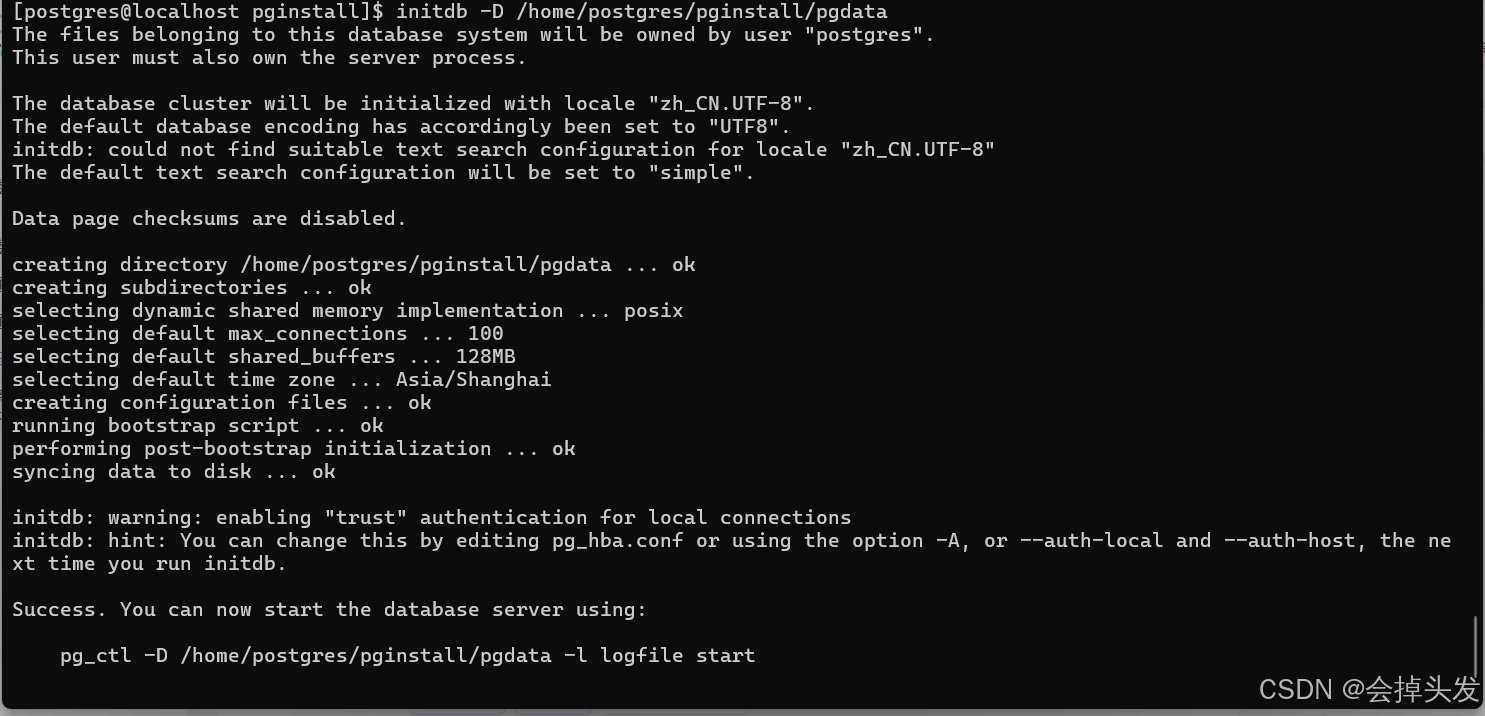 [postgres@localhost pginstall]$ initdb -D /home/postgres/pginstall/pgdata
The files belonging to this database system will be owned by user "postgres".
This user must also own the server process.
The database cluster will be initialized with locale "zh_CN.UTF-8".
The default database encoding has accordingly been set to "UTF8".
initdb: could not find suitable text search configuration for locale "zh_CN.UTF-8"
The default text search configuration will be set to "simple".
Data page checksums are disabled.
creating directory /home/postgres/pginstall/pgdata ... ok
creating subdirectories ... ok
selecting dynamic shared memory implementation ... posix
selecting default max_connections ... 100
selecting default shared_buffers ... 128MB
selecting default time zone ... Asia/Shanghai
creating configuration files ... ok
running bootstrap script ... ok
performing post-bootstrap initialization ... ok
syncing data to disk ... ok
initdb: warning: enabling "trust" authentication for local connections
initdb: hint: You can change this by editing pg_hba.conf or using the option -A, or --auth-local and --auth-host, the ne
xt time you run initdb.
Success. You can now start the database server using:
pg_ctl -D /home/postgres/pginstall/pgdata -l logfile start
CSDN @会掉头发